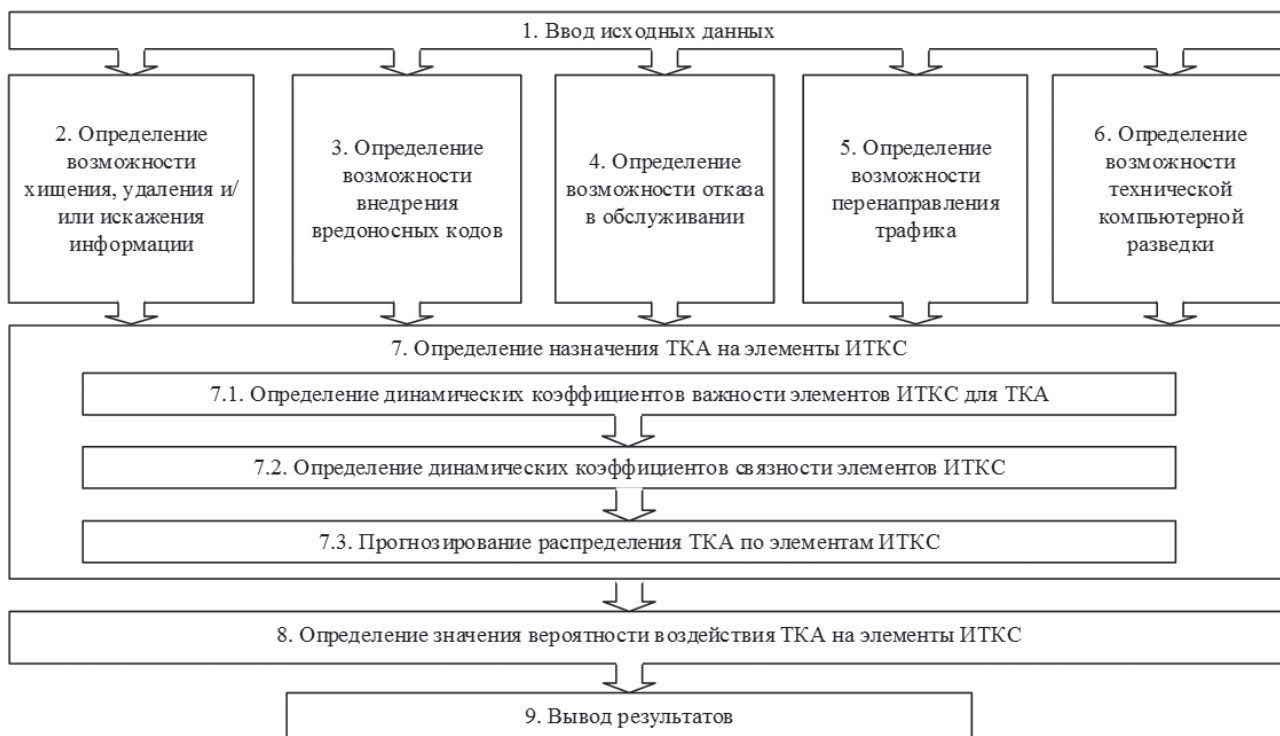 1. Ввод исходных данных
2. Определение
возможности
хищения, удаления и/
или искажения
информации
3. Определение
возможности
внедрения
вредоносных кодов
4. Определение
возможности отказа
в обслуживании
5. Определение
возможности
перенаправления
трафика
6. Определение
возможности
технической
компьютерной
разведки
7. Определение назначения ТКА на элементы ИТКС
7.1. Определение динамических коэффициентов важности элементов ИТКС для ТКА
7.2. Определение динамических коэффициентов связности элементов ИТКС
7.3. Прогнозирование распределения ТКА по элементам ИТКС
8. Определение значения вероятности воздействия ТКА на элементы ИТКС
9. Вывод результатов